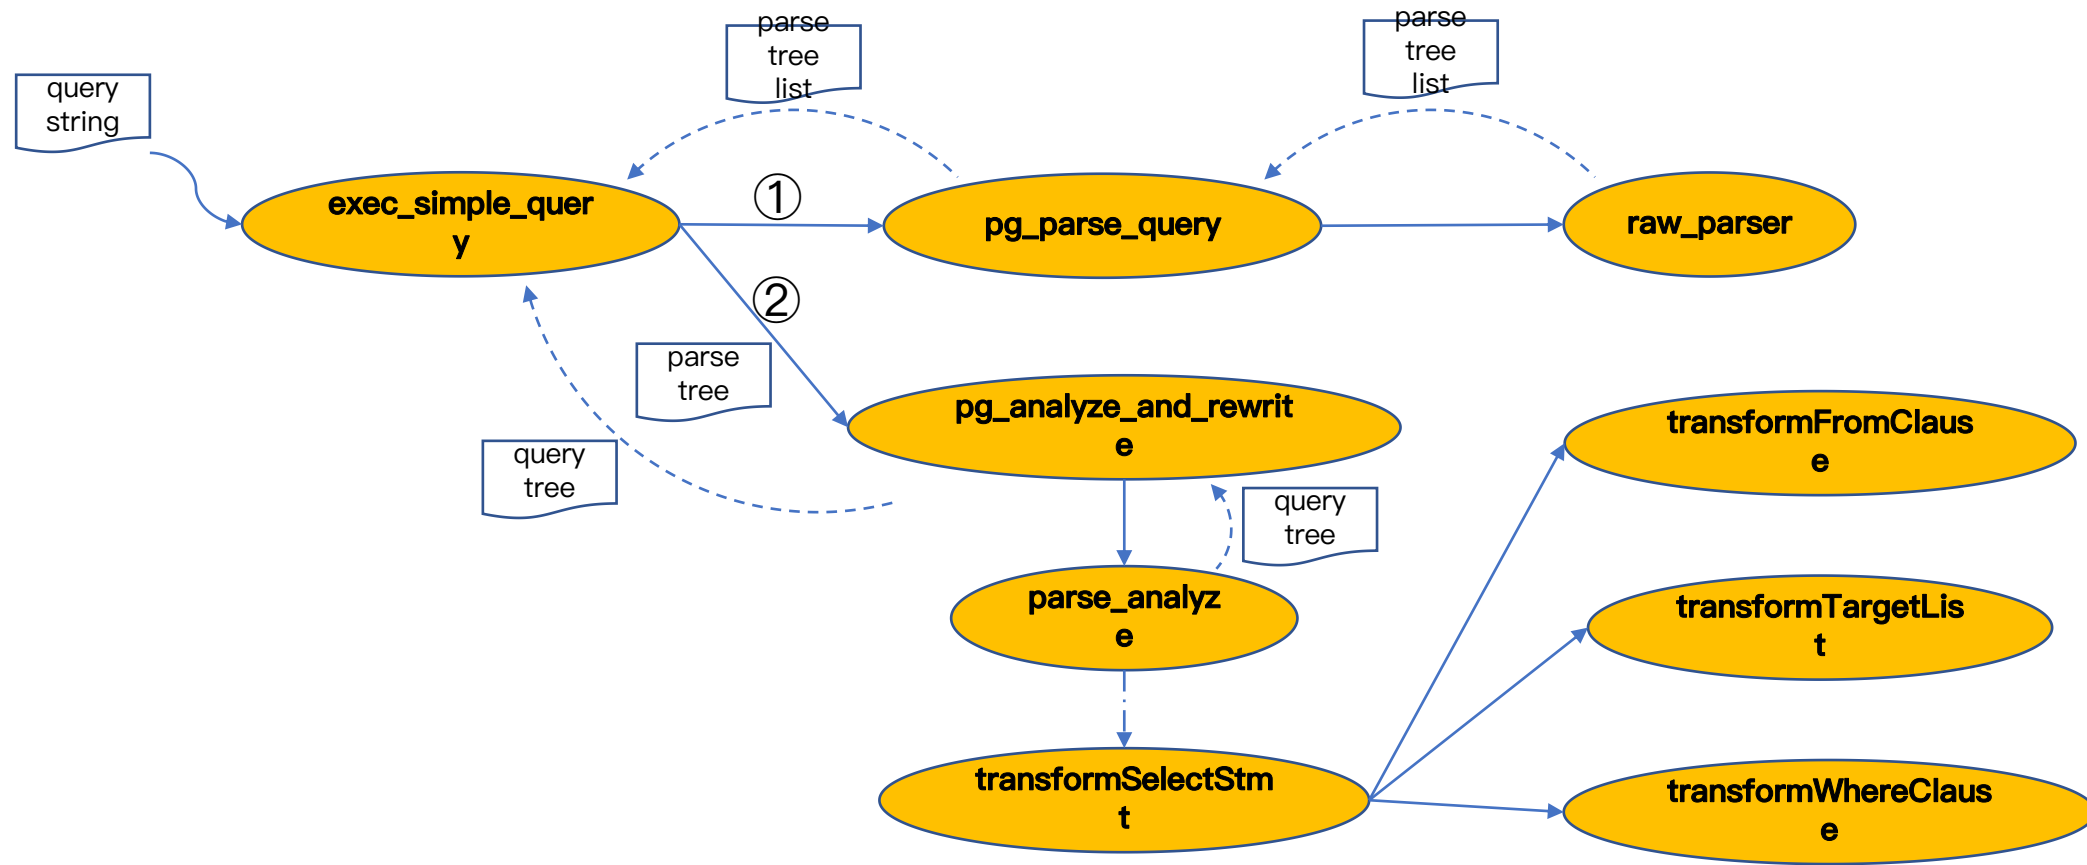 parse
tree
list
parse
tree
list
query
string
exec_simple_quer
y
①
pg_parse_query
raw_parser
②
parse
tree
pg_analyze_and_rewrit
e
transformFromClaus
e
query
tree
query
tree
parse_analyz
e
transformTargetLis
t
transformSelectStm
t
transformWhereClaus
e